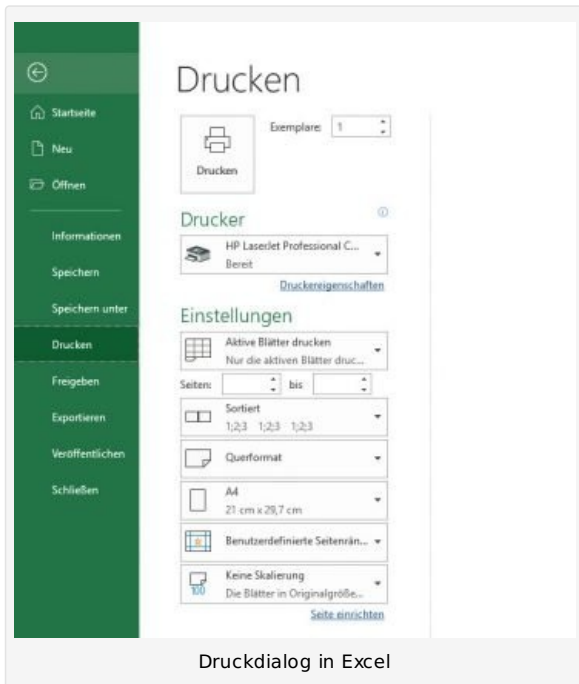 Startseite
Neu
Öffnen
Informationen
Speichern
Speichern unter
Drucken
Freigeben
Exportieren
Veröffentlichen
Schließen
Drucken
Drucken
Exemplare: 1
Drucker
HP LaserJet Professional C...
Bereit
Druckereigenschaften
Einstellungen
Aktive Blätter drucken
Nur die aktiven Blätter druc...
Seiten: bis
Sortiert
1;2;3 1;2;3 1;2;3
Querformat
A4
21 cm x 29,7 cm
Benutzerdefinierte Seitenrän...
Keine Skalierung
100
Die Blätter in Originalgröße...
Seite einrichten
Druckdialog in Excel